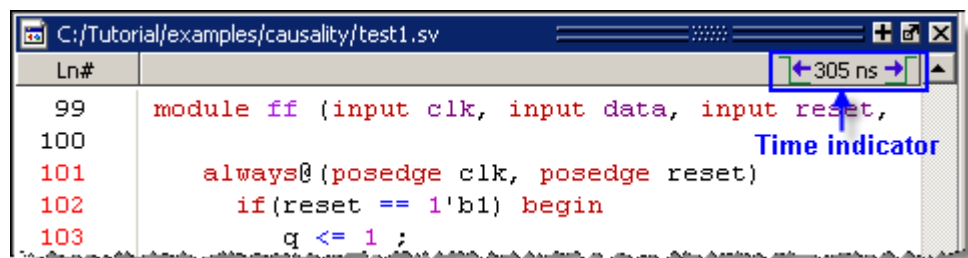 C:/Tutorial/examples/causality/test1.sv
Ln# 305 ns
99 module ff (input clk, input data, input reset,
Time indicator
100
101 always@(posedge clk, posedge reset)
102 if(reset == 1'b1) begin
103 q <= 1 ;